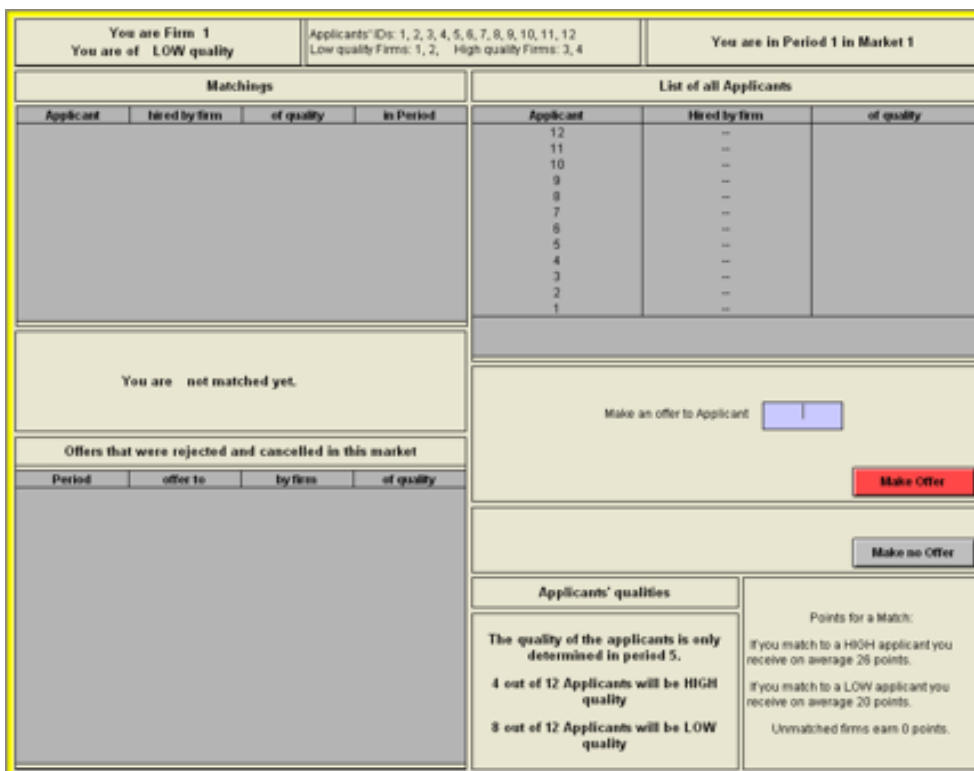 You are Firm 1
You are of LOW quality
Applicants' IDs: 1, 2, 3, 4, 5, 6, 7, 8, 9, 10, 11, 12
Low quality Firms: 1, 2, High quality Firms: 3, 4
You are in Period 1 in Market 1
Matchings
Applicant hired by firm of quality in Period
You are not matched yet.
Offers that were rejected and cancelled in this market
Period offer to by firm of quality
List of all Applicants
Applicant Hired by firm of quality
12 --
11 --
10 --
9 --
8 --
7 --
6 --
5 --
4 --
3 --
2 --
1 --
Make an offer to Applicant
Make Offer
Make no Offer
Applicants' qualities
The quality of the applicants is only
determined in period 5.
4 out of 12 Applicants will be HIGH
quality
8 out of 12 Applicants will be LOW
quality
Points for a Match:
If you match to a HIGH applicant you
receive on average 26 points.
If you match to a LOW applicant you
receive on average 20 points.
Unmatched firms earn 0 points.